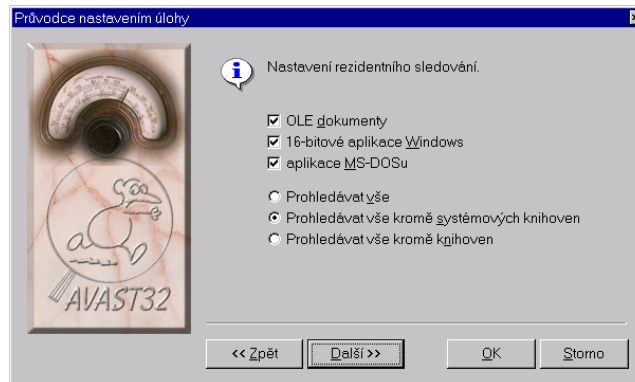 Průvodce nastavením úlohy
Nastavení rezidentního sledování.
OLE dokumenty
16-bitové aplikace Windows
aplikace MS-DOSu
Prohledávat vše
Prohledávat vše kromě systémových knihoven
Prohledávat vše kromě knihoven
AVAST32
<< Zpět
Další >>
OK
Storno